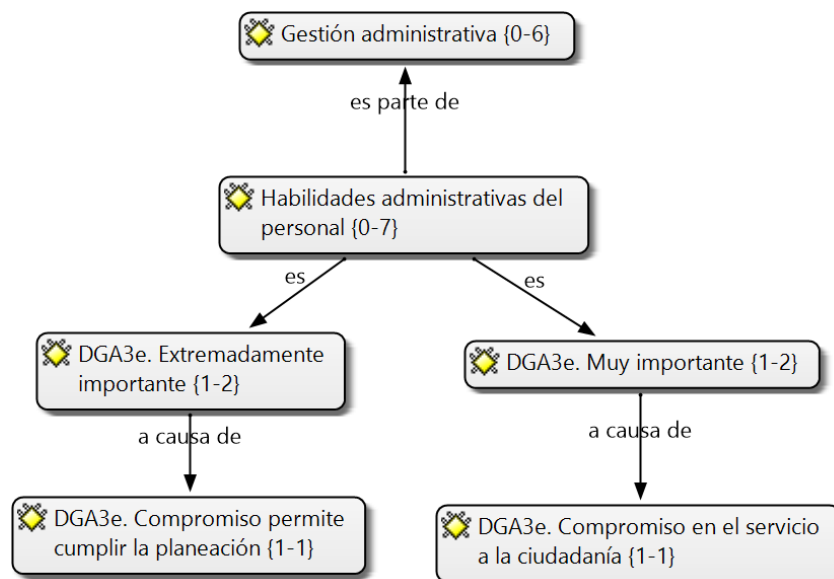 Gestión administrativa {0-6}
es parte de
Habilidades administrativas del
personal {0-7}
es
es
DGA3e. Extremadamente
importante {1-2}
DGA3e. Muy importante {1-2}
a causa de
a causa de
DGA3e. Compromiso permite
cumplir la planeación {1-1}
DGA3e. Compromiso en el servicio
a la ciudadanía {1-1}